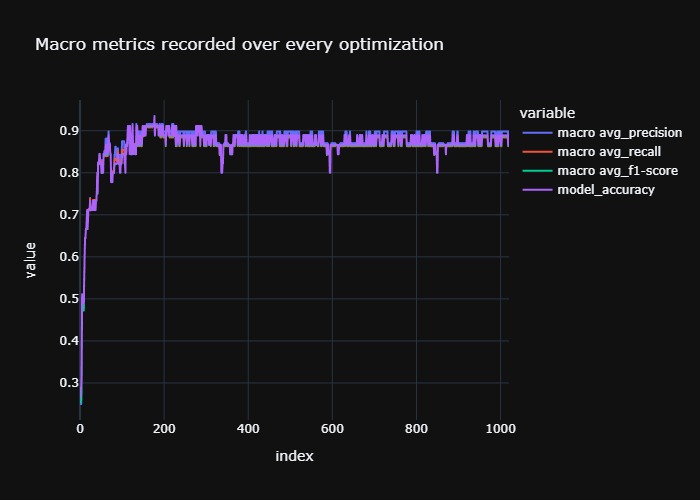 Macro metrics recorded over every optimization
variable
macro avg_precision
macro avg_recall
macro avg_f1-score
model_accuracy
value
0.9
0.8
0.7
0.6
0.5
0.4
0.3
0 200 400 600 800 1000
index